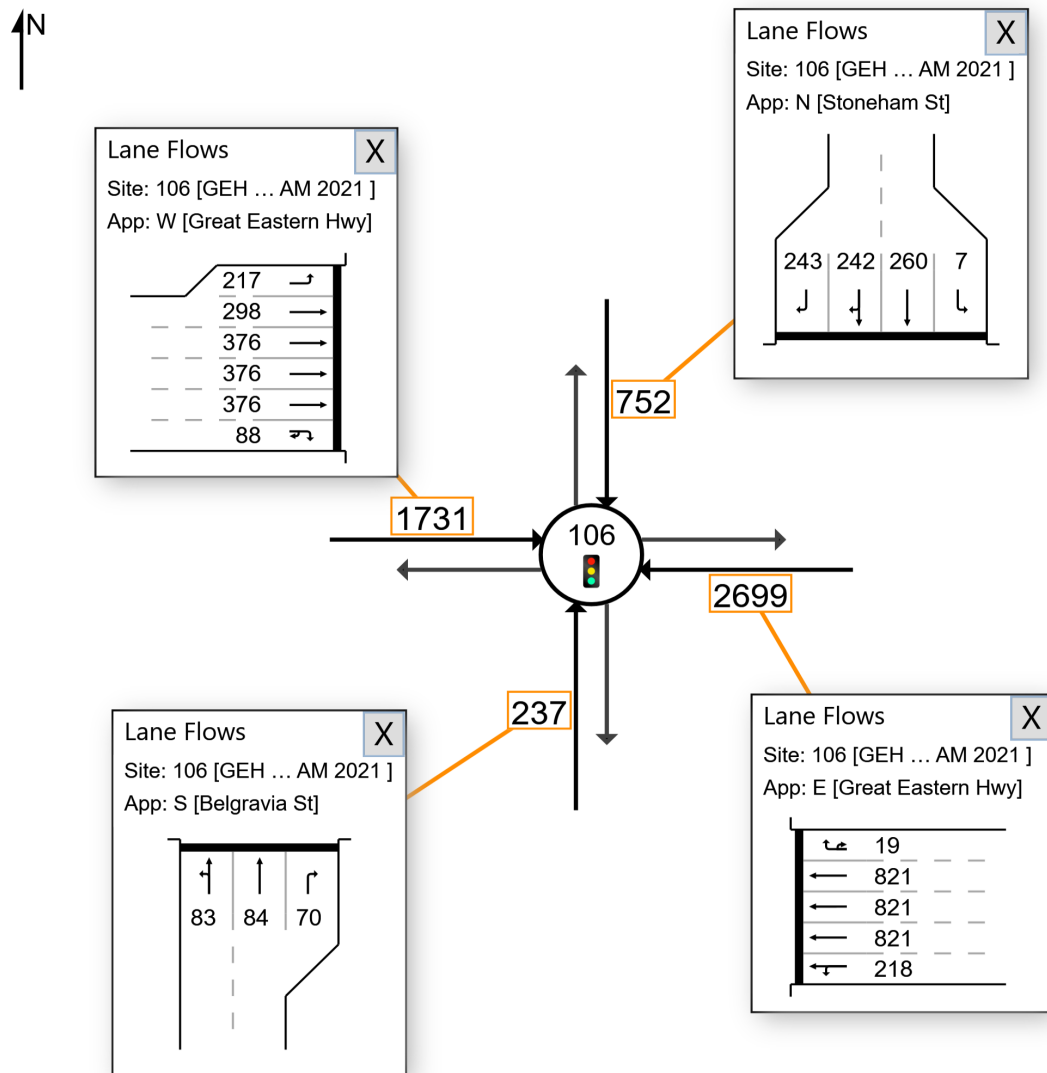 N
Lane Flows X
Site: 106 [GEH ... AM 2021 ]
App: N [Stoneham St]
243 242 260 7
Lane Flows X
Site: 106 [GEH ... AM 2021 ]
App: W [Great Eastern Hwy]
217
298
376
376
376
88
752
1731
106
2699
237
Lane Flows X
Site: 106 [GEH ... AM 2021 ]
App: S [Belgravia St]
83 84 70
Lane Flows X
Site: 106 [GEH ... AM 2021 ]
App: E [Great Eastern Hwy]
19
821
821
821
218